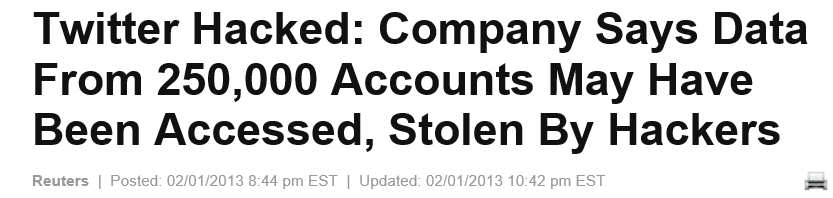 Twitter Hacked: Company Says Data
From 250,000 Accounts May Have
Been Accessed, Stolen By Hackers
Reuters | Posted: 02/01/2013 8:44 pm EST | Updated: 02/01/2013 10:42 pm EST